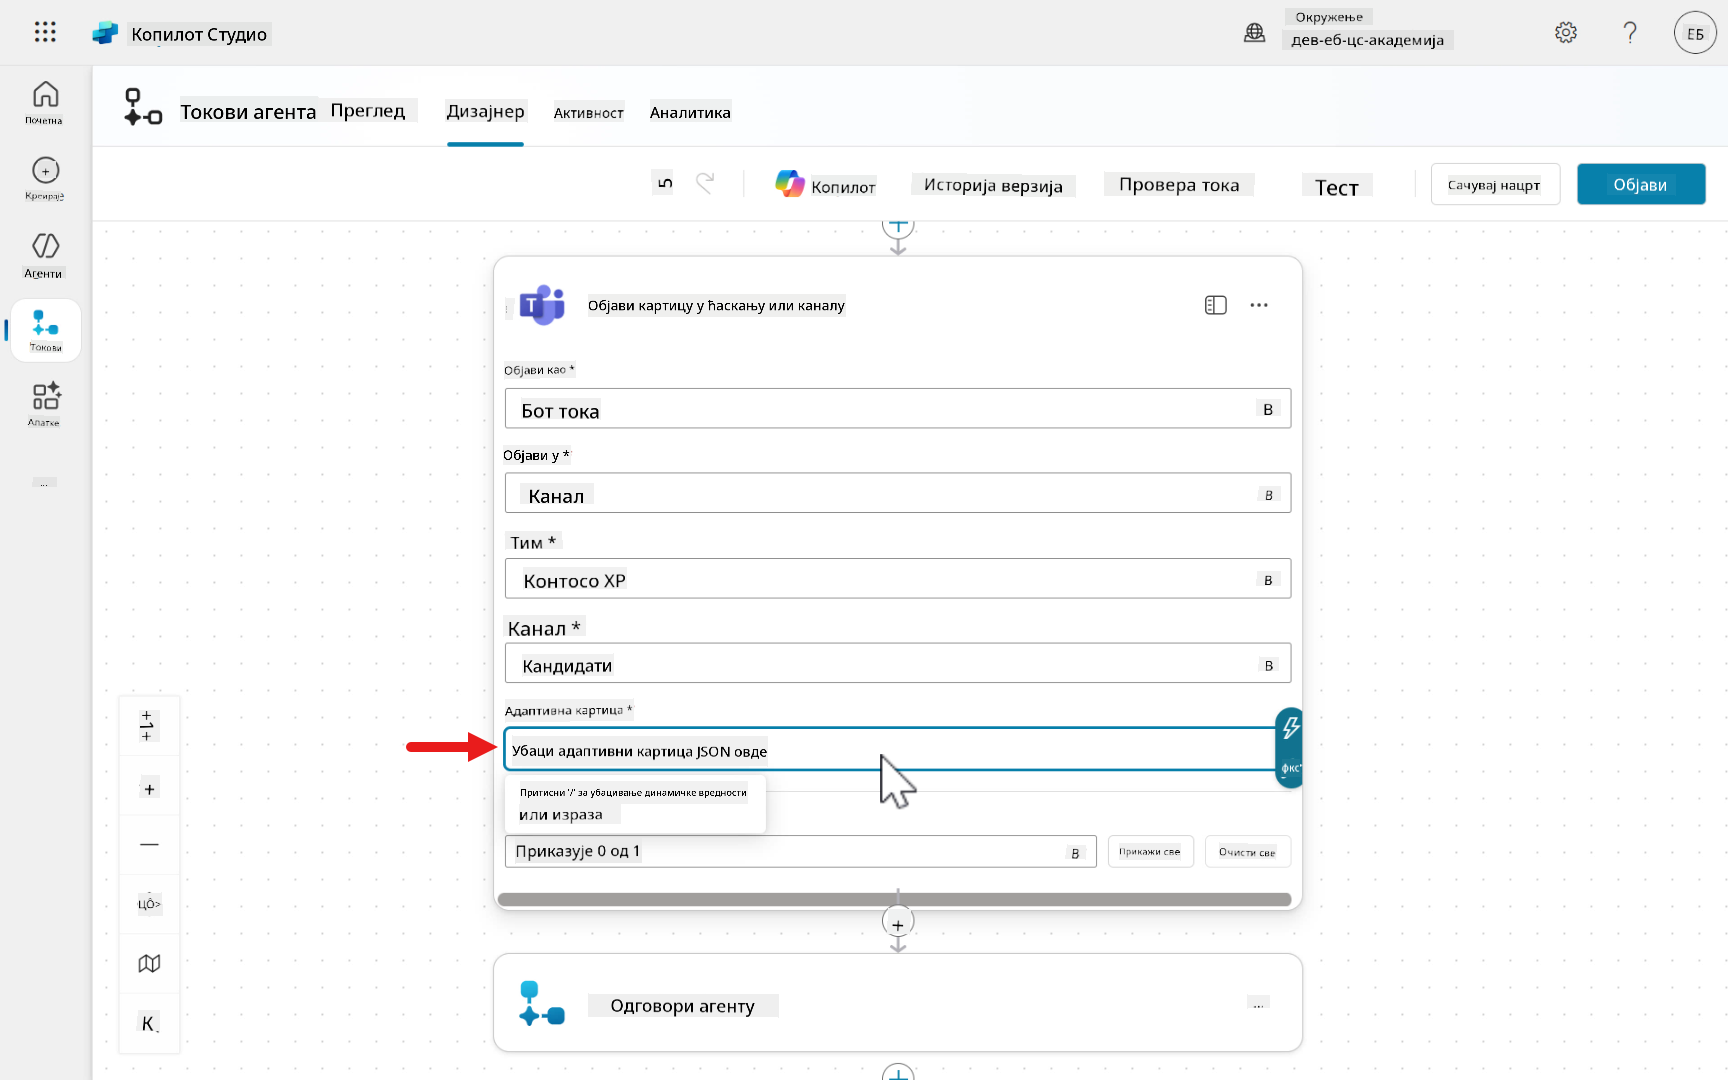 Копилот Студио
Окружење
дев-еб-цс-академија
ЕБ
Почетна
Креирaје
Агенти
Токови
Алатке
...
Токови агента
Преглед
Дизајнер
Активност
Аналитика
Копилот
Историја верзија
Провера тока
Тест
Сачувај нацрт
Објави
Објави картицу у ћаскању или каналу
Објави као *
Бот тока
В
Објави у *
Канал
В
Тим *
Контосо ХР
В
Канал *
Кандидати
В
Адаптивна картица *
Убаци адаптивни картица JSON овде
фкс
Притисни '/' за убацивање динамичке вредности
или израза
Приказује 0 од 1
В
Прикажи све
Очисти све
Одговори агенту
...